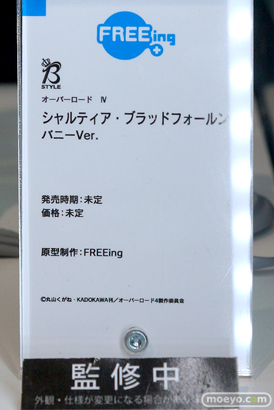 FREEing
B
STYLE
オーバーロード Ⅳ
シャルティア・ブラッドフォールン
バニーVer.
発売時期：未定
価格：未定
原型制作：FREEing
©丸山くがね・KADOKAWA刊／オーバーロード4製作委員会
監修中
外観・仕様が変更になる場合があ
moeyo.com